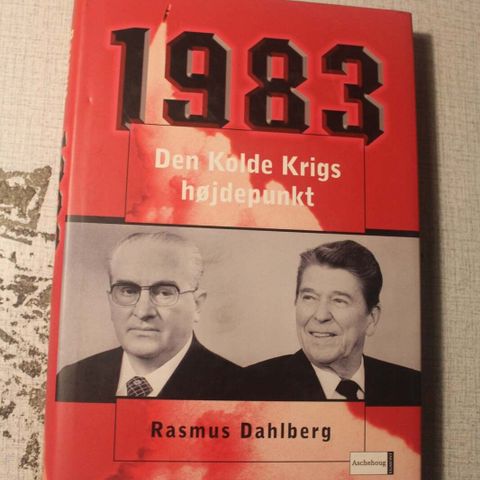 1983
Den Kolde Krigs
højdepunkt
Rasmus Dahlberg
Aschehoug